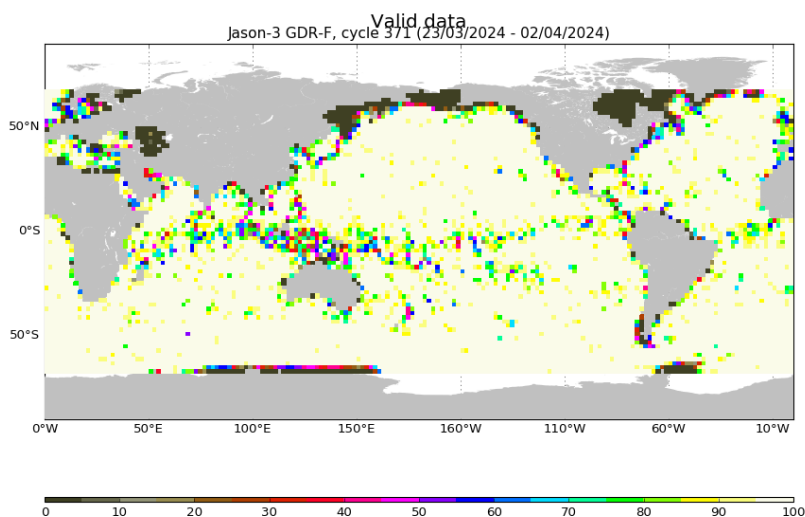 Valid data
Jason-3 GDR-F, cycle 371 (23/03/2024 - 02/04/2024)
50°N
0°S
50°S
0°W 50°E 100°E 150°E 160°W 110°W 60°W 10°W
0 10 20 30 40 50 60 70 80 90 100